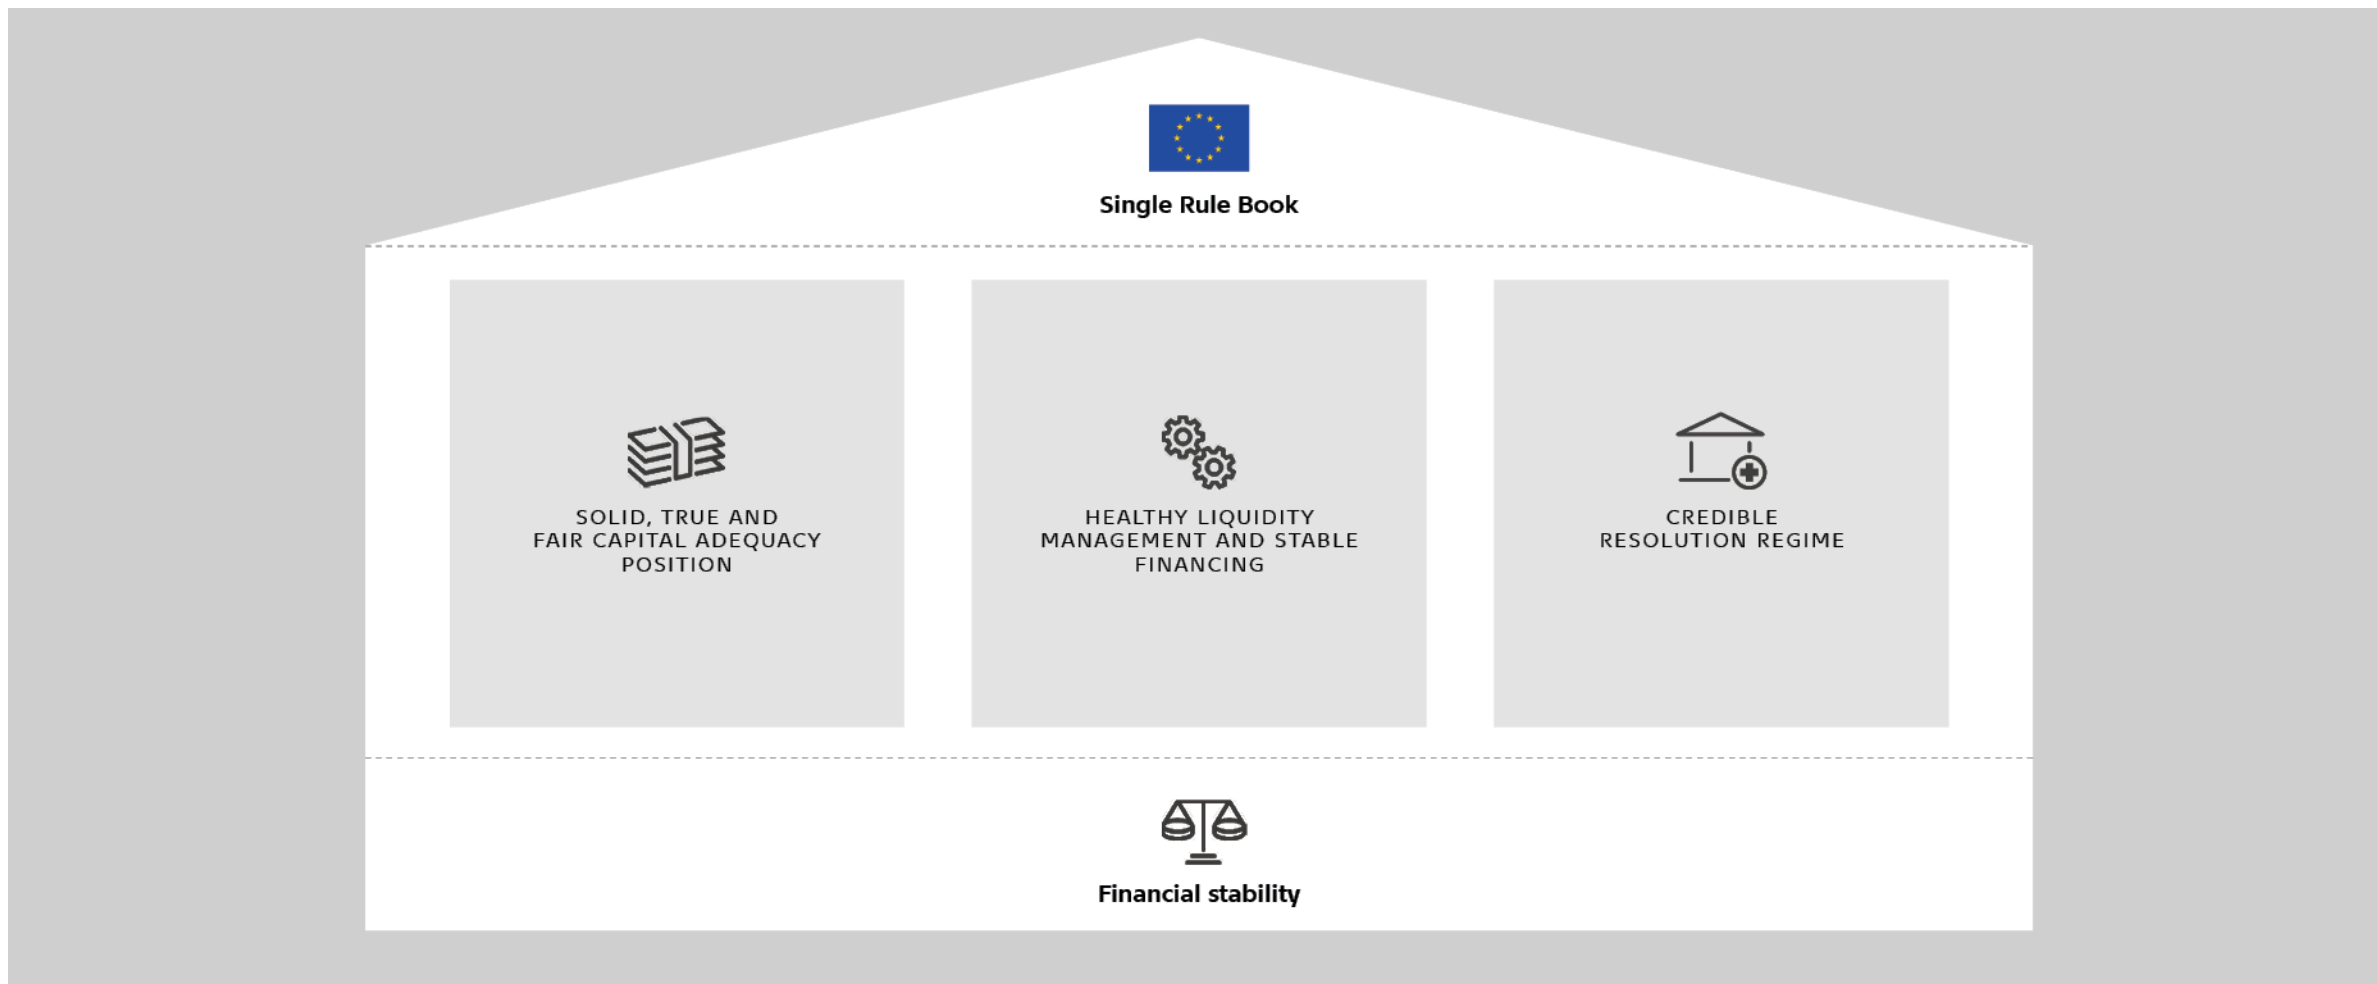 Single Rule Book
SOLID, TRUE AND
FAIR CAPITAL ADEQUACY
POSITION
HEALTHY LIQUIDITY
MANAGEMENT AND STABLE
FINANCING
CREDIBLE
RESOLUTION REGIME
Financial stability